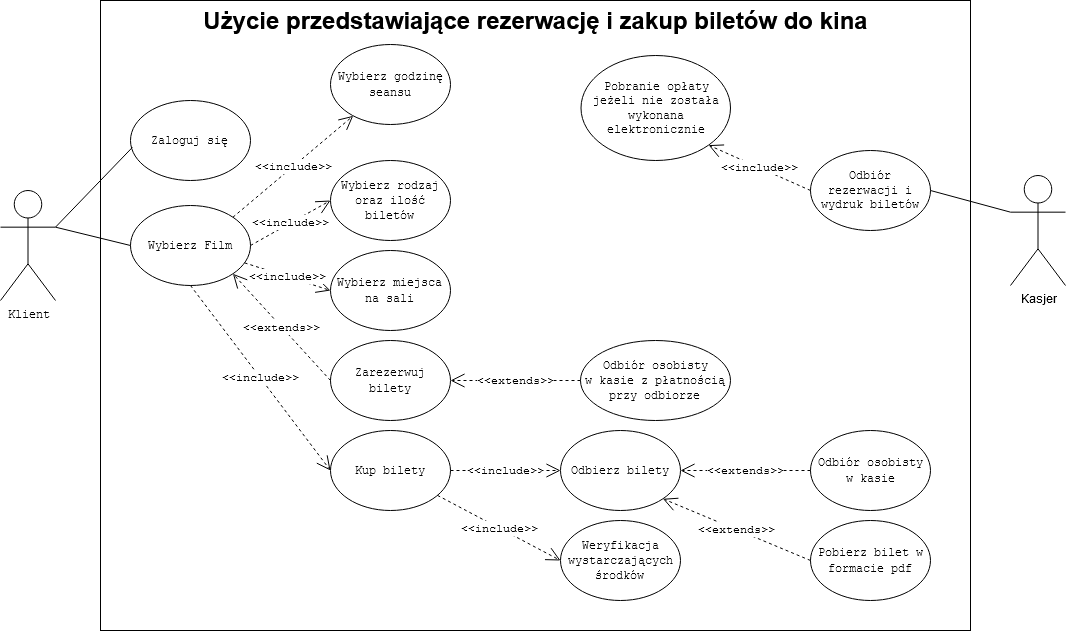 Użycie przedstawiające rezerwację i zakup biletów do kina
Wybierz godzinę
seansu
Pobranie opłaty
jeżeli nie została
wykonana
elektronicznie
Zaloguj się
<<include>>
<<include>>
Wybierz rodzaj
oraz ilość
biletów
Odbiór
rezerwacji i
wydruk biletów
<<include>>
Wybierz Film
<<include>>
Wybierz miejsca
na sali
Klient
Kasjer
<<extends>>
<<include>>
Zarezerwuj
bilety
<<extends>>
Odbiór osobisty
w kasie z płatnością
przy odbiorze
Kup bilety
<<include>>
Odbierz bilety
<<extends>>
Odbiór osobisty
w kasie
<<include>>
<<extends>>
Weryfikacja
wystarczających
środków
Pobierz bilet w
formacie pdf